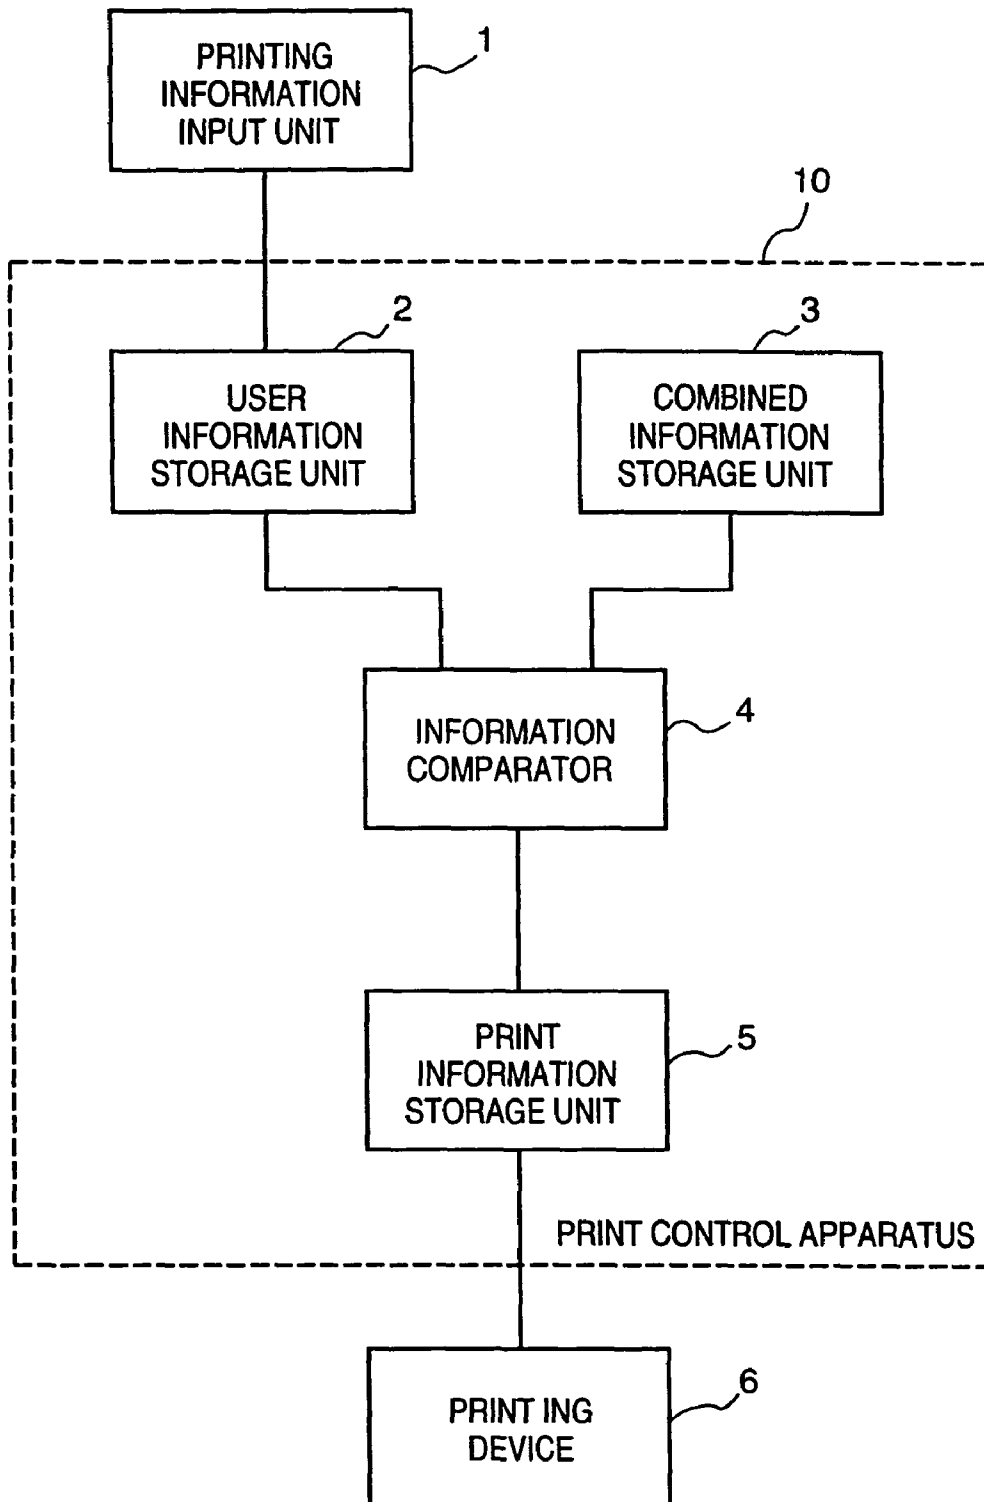 PRINTING
INFORMATION
INPUT UNIT
1
10
2
3
USER
INFORMATION
STORAGE UNIT
COMBINED
INFORMATION
STORAGE UNIT
INFORMATION
COMPARATOR
4
PRINT
INFORMATION
STORAGE UNIT
5
PRINT CONTROL APPARATUS
PRINT ING
DEVICE
6